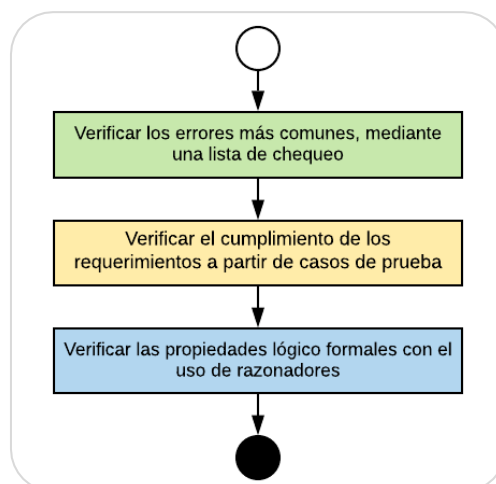 Verificar los errores más comunes, mediante
una lista de chequeo
Verificar el cumplimiento de los
requerimientos a partir de casos de prueba
Verificar las propiedades lógico formales con el
uso de razonadores